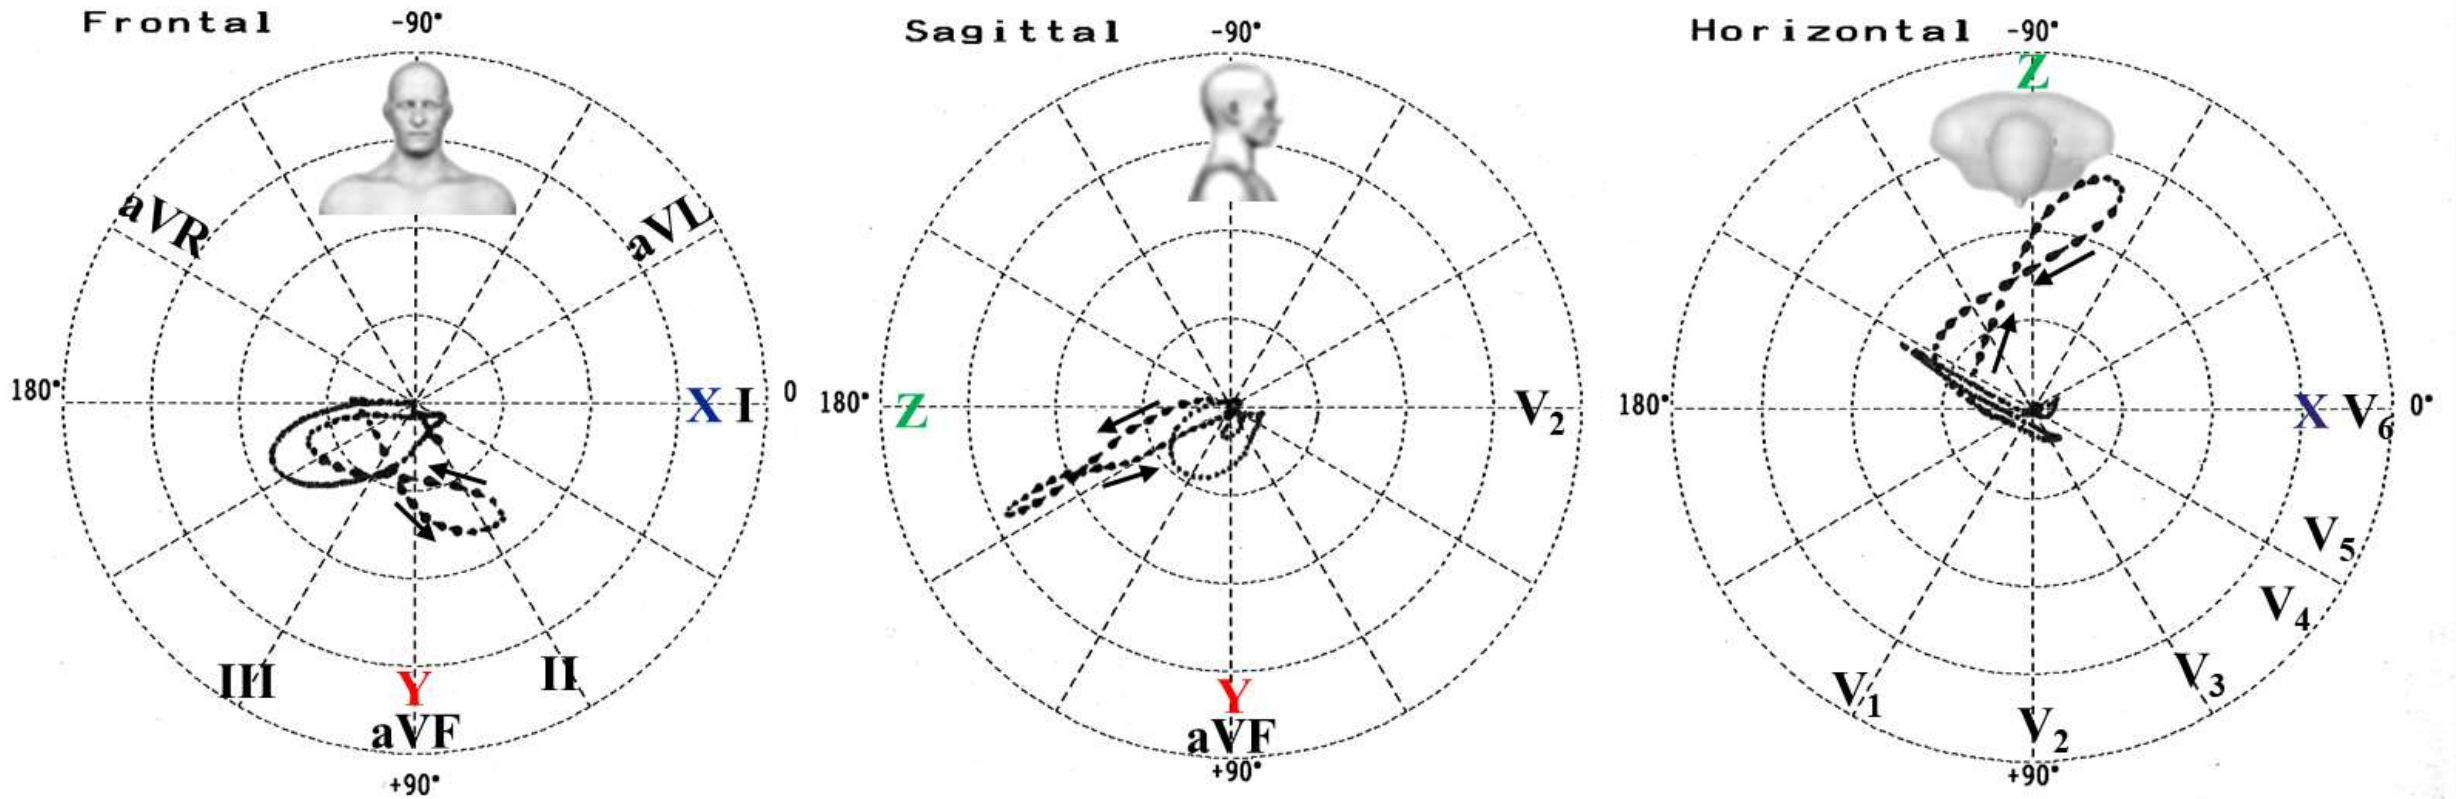 Frontal
-90°
aVR
aVL
180°
X I
0
III
Y
II
aVF
+90°
Sagittal
-90°
180°
Z
V2
Y
aVF
+90°
Horizontal
-90°
Z
180°
X V6
0°
V5
V4
V3
V1
V2
+90°